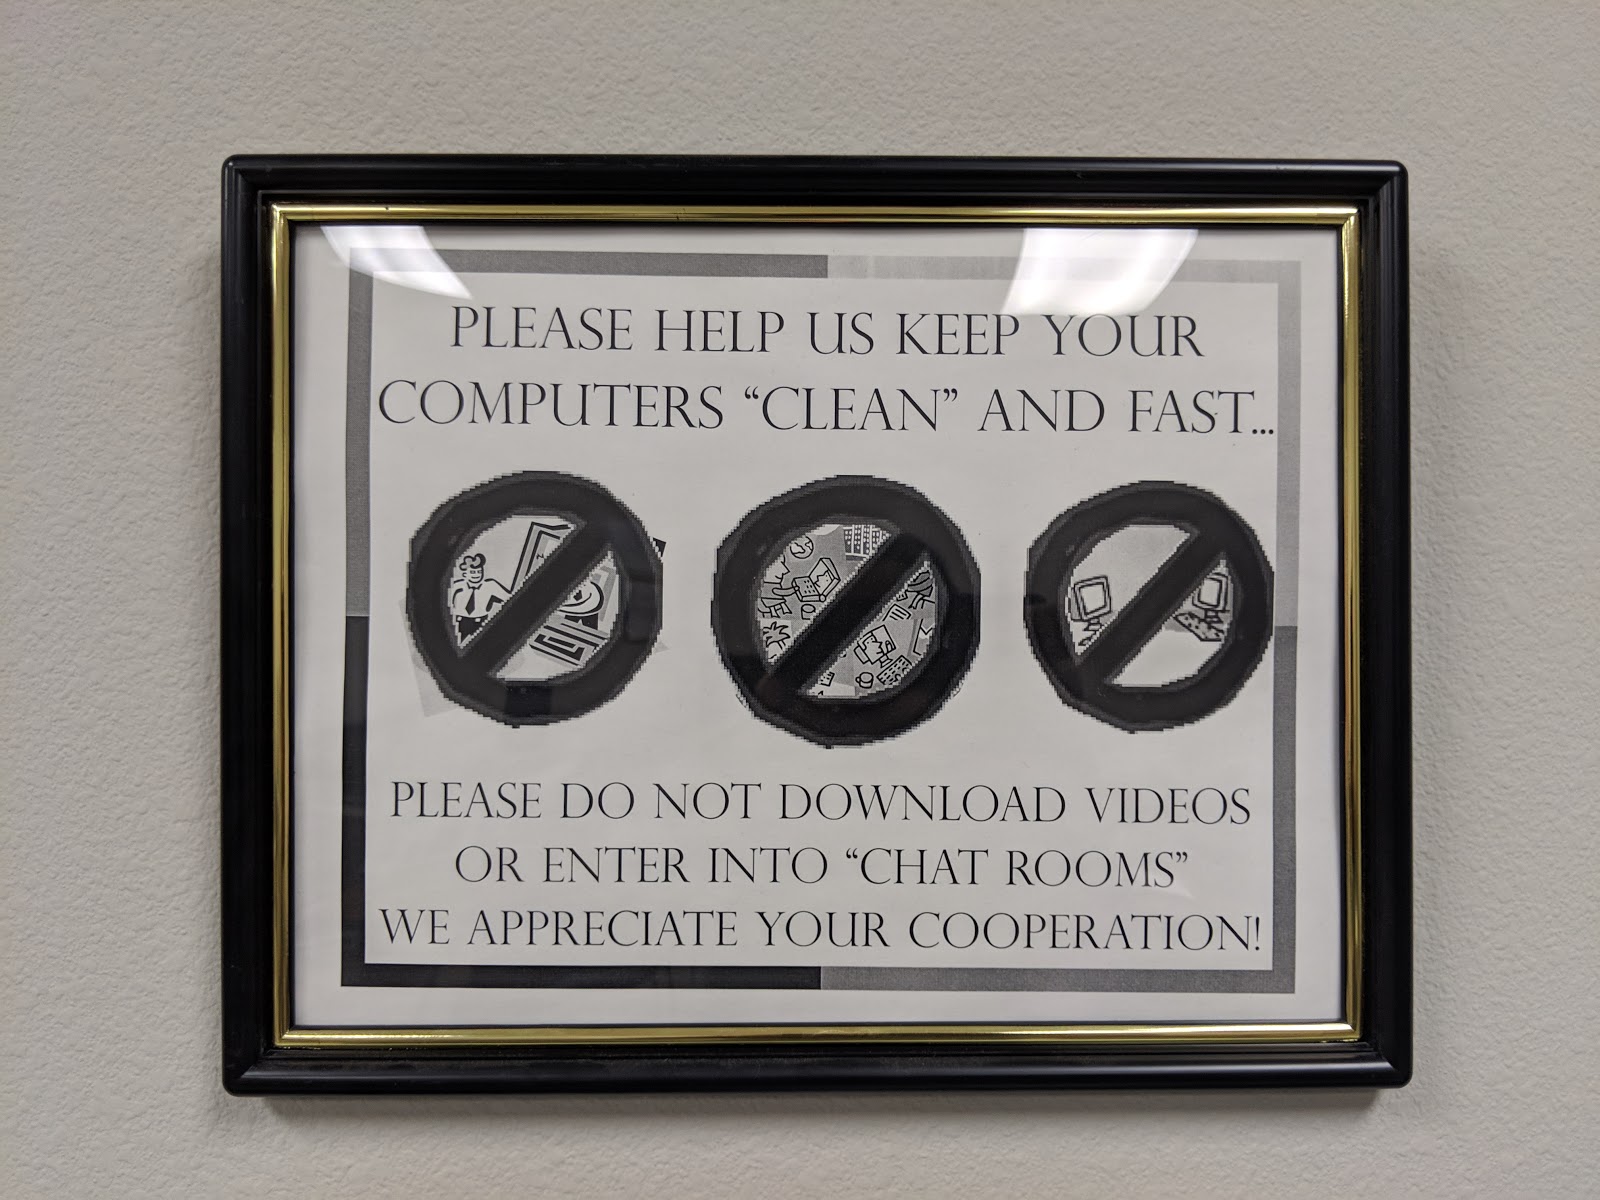 PLEASE HELP US KEEP YOUR
COMPUTERS “CLEAN” AND FAST...
PLEASE DO NOT DOWNLOAD VIDEOS
OR ENTER INTO “CHAT ROOMS”
WE APPRECIATE YOUR COOPERATION!